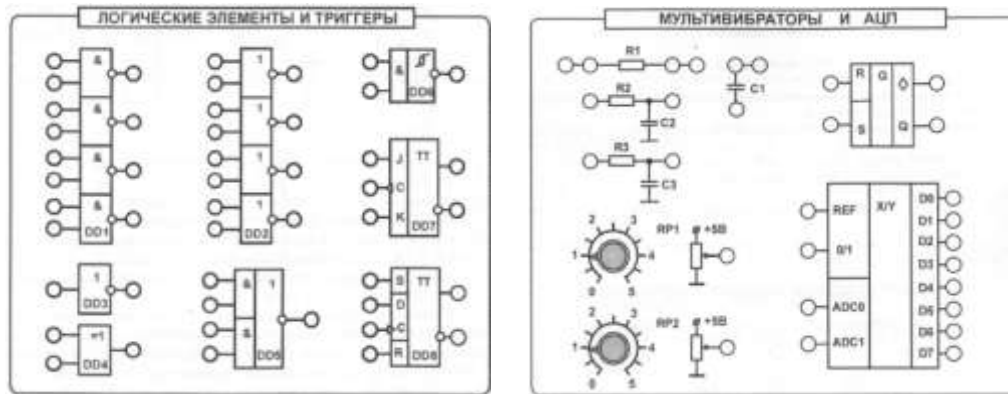 ЛОГИЧЕСКИЕ ЭЛЕМЕНТЫ И ТРИГГЕРЫ
&
&
&
&
DD1
1
1
1
1
DD2
&
DD6
J
C
K
TT
DD7
1
DD3
=1
DD4
&
&
1
DD5
S
D
C
R
TT
DD8
МУЛЬТИВИБРАТОРЫ И АЦП
R1
C1
R2
C2
R3
C3
R
S
G
Q
REF
0/1
ADC0
ADC1
X/Y
D0
D1
D2
D3
D4
D5
D6
D7
0 1 2 3 4 5
RP1
+5В
0 1 2 3 4 5
RP2
+5В